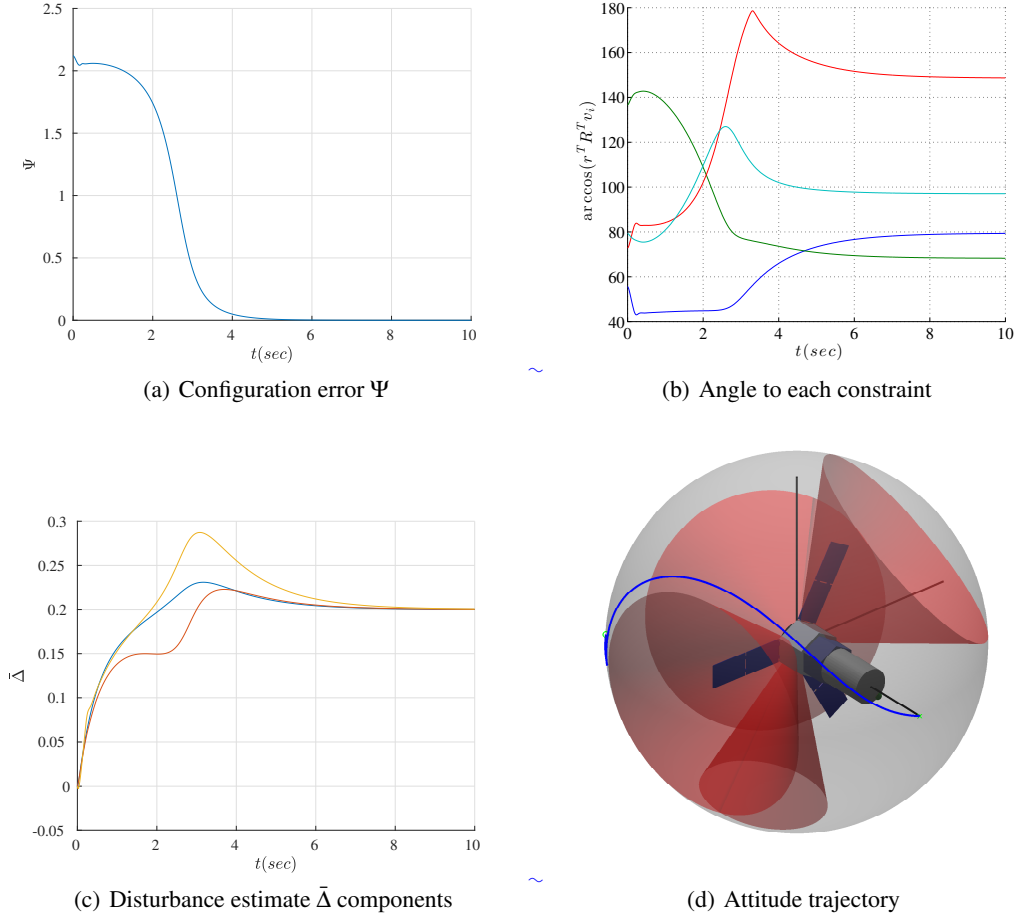 2.5
2
1.5
1
0.5
0
Ψ
0 2 4 6 8 10
t(sec)
(a) Configuration error Ψ
180
160
140
120
100
80
60
40
arccos(r^T R^T v_i)
0 2 4 6 8 10
t(sec)
(b) Angle to each constraint
0.3
0.25
0.2
0.15
0.1
0.05
0
-0.05
Δ̄
0 2 4 6 8 10
t(sec)
(c) Disturbance estimate Δ̄ components
(d) Attitude trajectory